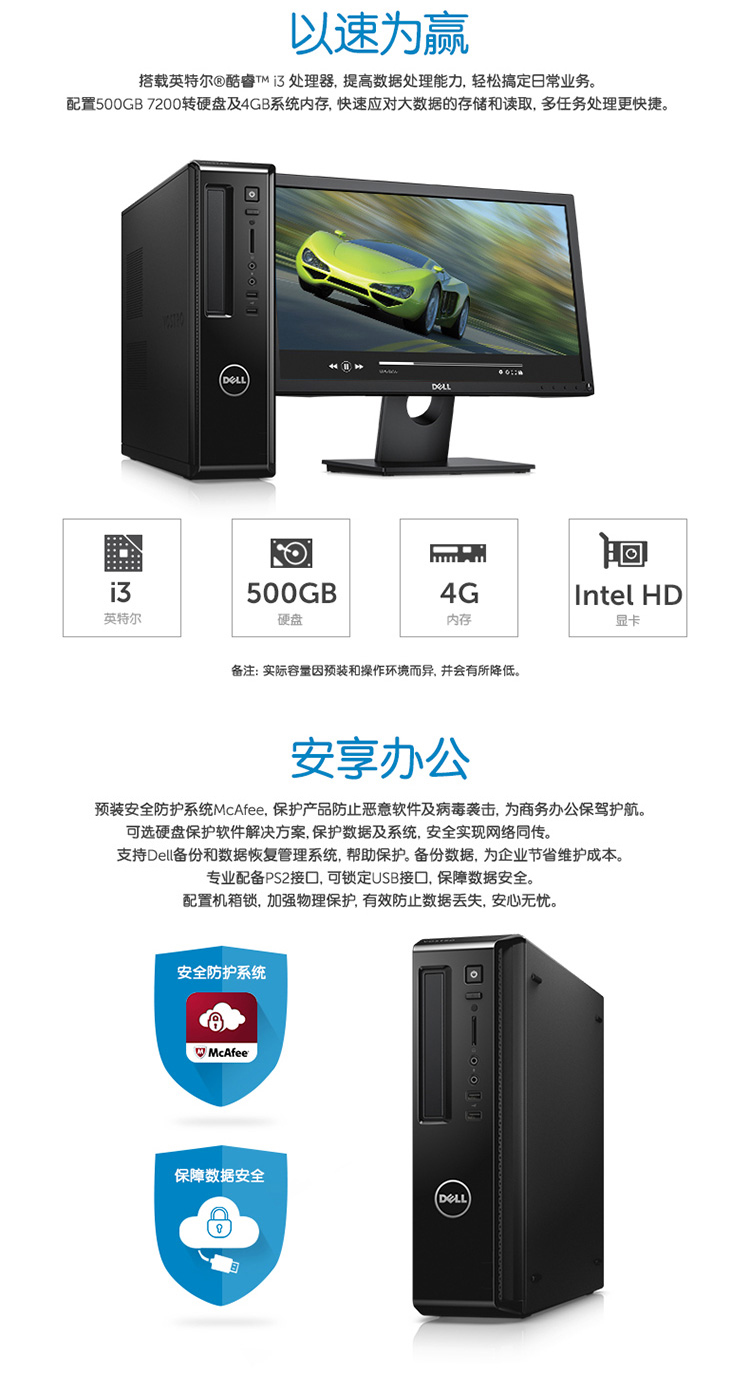 以速为赢
搭载英特尔®酷睿™ i3 处理器, 提高数据处理能力, 轻松搞定日常业务。
配置500GB 7200转硬盘及4GB系统内存, 快速应对大数据的存储和读取, 多任务处理更快捷。
DELL
DELL
i3
英特尔
500GB
硬盘
4G
内存
Intel HD
显卡
备注: 实际容量因预装和操作环境而异, 并会有所降低。
安享办公
预装安全防护系统McAfee, 保护产品防止恶意软件及病毒袭击, 为商务办公保驾护航。
可选硬盘保护软件解决方案, 保护数据及系统, 安全实现网络同传。
支持Dell备份和数据恢复管理系统, 帮助保护。备份数据, 为企业节省维护成本。
专业配备PS2接口, 可锁定USB接口, 保障数据安全。
配置机箱锁, 加强物理保护, 有效防止数据丢失, 安心无忧。
安全防护系统
McAfee
保障数据安全
DELL